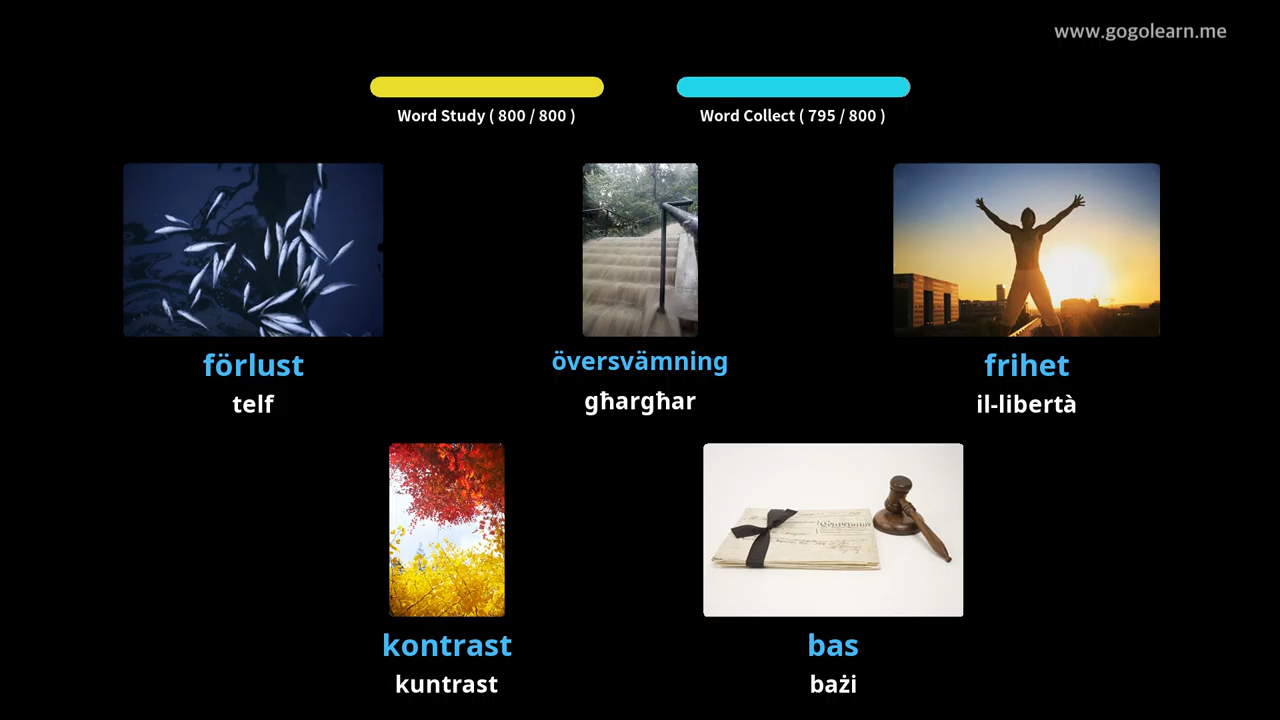 www.gogolearn.me
Word Study ( 800 / 800 )
Word Collect ( 795 / 800 )
förlust
telf
översvämning
għargħar
frihet
il-libertà
kontrast
kuntrast
bas
bażi